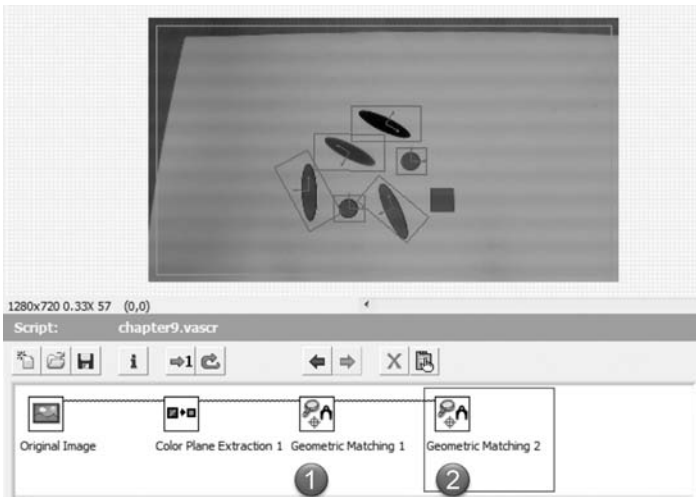 1280x720 0.33X 57 (0,0)
Script: chapter9.vascr
1
Original Image Color Plane Extraction 1 Geometric Matching 1 Geometric Matching 2
1 2